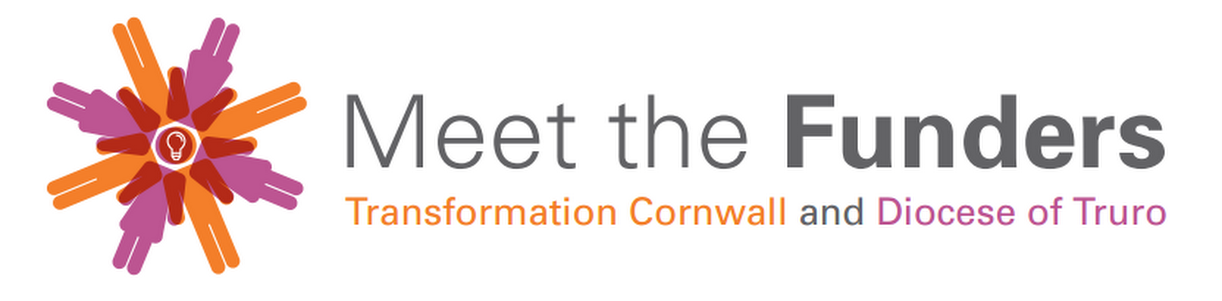 Meet the Funders
Transformation Cornwall and Diocese of Truro